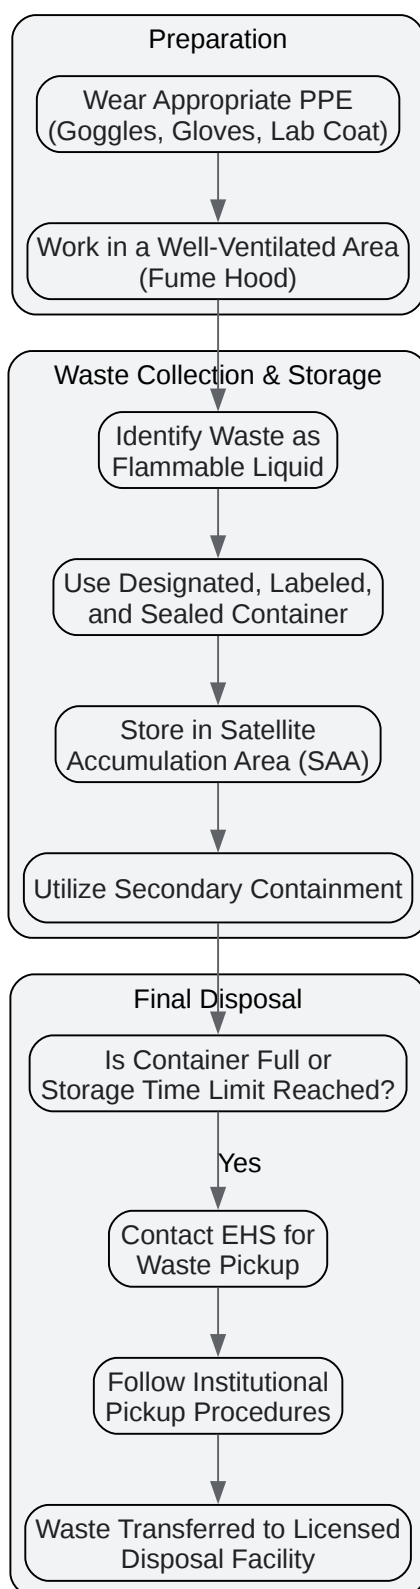 Preparation
Wear Appropriate PPE
(Goggles, Gloves, Lab Coat)
Work in a Well-Ventilated Area
(Fume Hood)
Waste Collection & Storage
Identify Waste as
Flammable Liquid
Use Designated, Labeled,
and Sealed Container
Store in Satellite
Accumulation Area (SAA)
Utilize Secondary Containment
Final Disposal
Is Container Full or
Storage Time Limit Reached?
Yes
Contact EHS for
Waste Pickup
Follow Institutional
Pickup Procedures
Waste Transferred to Licensed
Disposal Facility